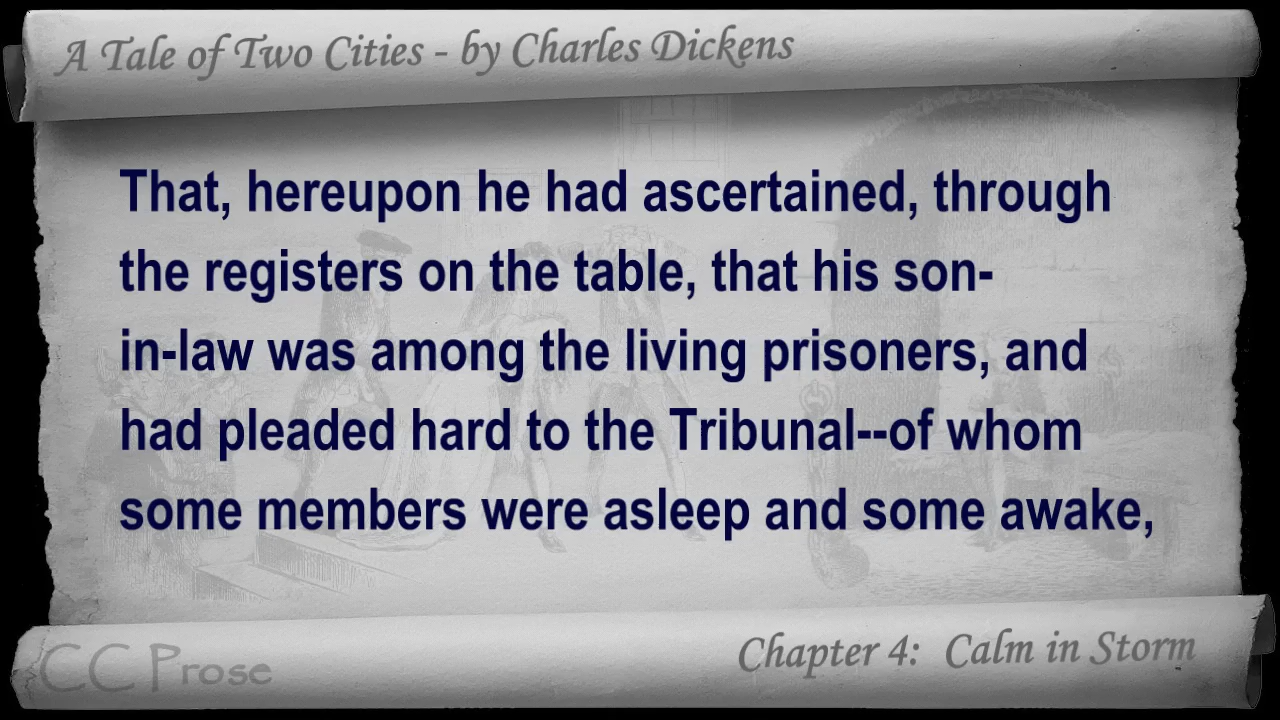 A Tale of Two Cities - by Charles Dickens
That, hereupon he had ascertained, through
the registers on the table, that his son-
in-law was among the living prisoners, and
had pleaded hard to the Tribunal--of whom
some members were asleep and some awake,
CC Prose
Chapter 4: Calm in Storm